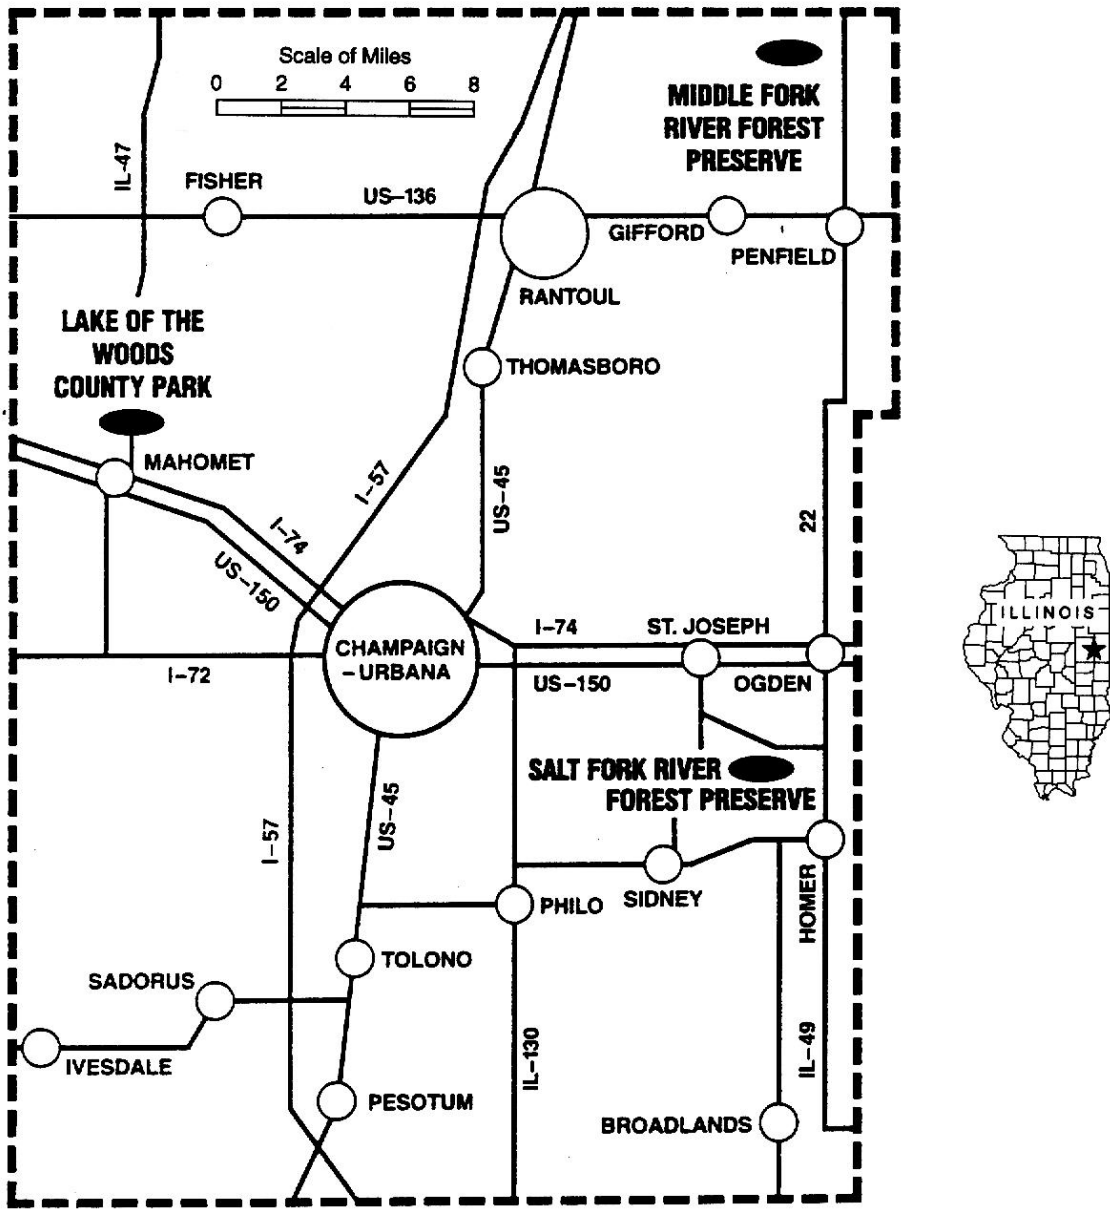 Scale of Miles
0 2 4 6 8
MIDDLE FORK
RIVER FOREST
PRESERVE
IL-47
FISHER
US-136
GIFFORD
PENFIELD
RANTOUL
LAKE OF THE
WOODS
COUNTY PARK
THOMASBORO
MAHOMET
I-57
US-45
22
I-74
US-150
ILLINOIS
CHAMPAIGN
-URBANA
I-74
ST. JOSEPH
I-72
US-150
OGDEN
SALT FORK RIVER
FOREST PRESERVE
US-45
I-57
SIDNEY
HOMER
PHILO
TOLONO
SADORUS
IVESDALE
IL-130
IL-49
PESOTUM
BROADLANDS